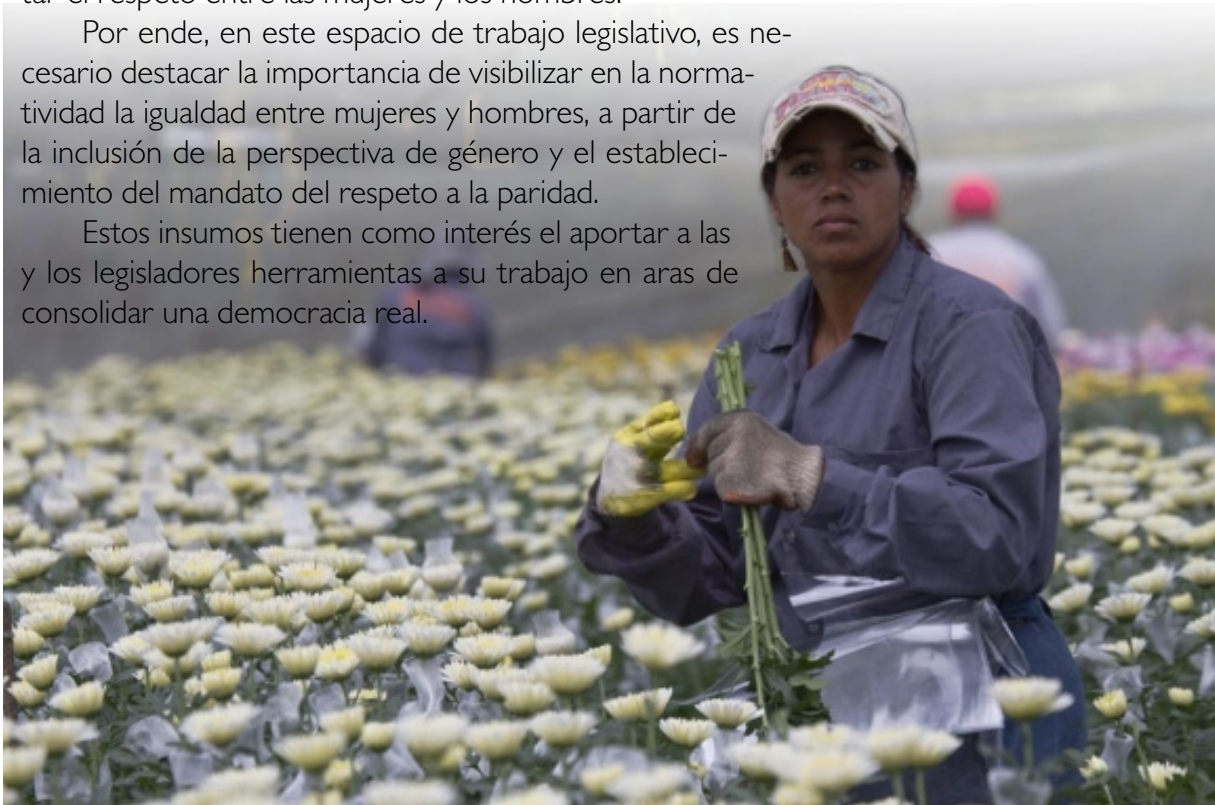 tar el respeto entre las mujeres y los hombres.
Por ende, en este espacio de trabajo legislativo, es ne-
cesario destacar la importancia de visibilizar en la norma-
tividad la igualdad entre mujeres y hombres, a partir de
la inclusión de la perspectiva de género y el estableci-
miento del mandato del respeto a la paridad.
Estos insumos tienen como interés el aportar a las
y los legisladores herramientas a su trabajo en aras de
consolidar una democracia real.